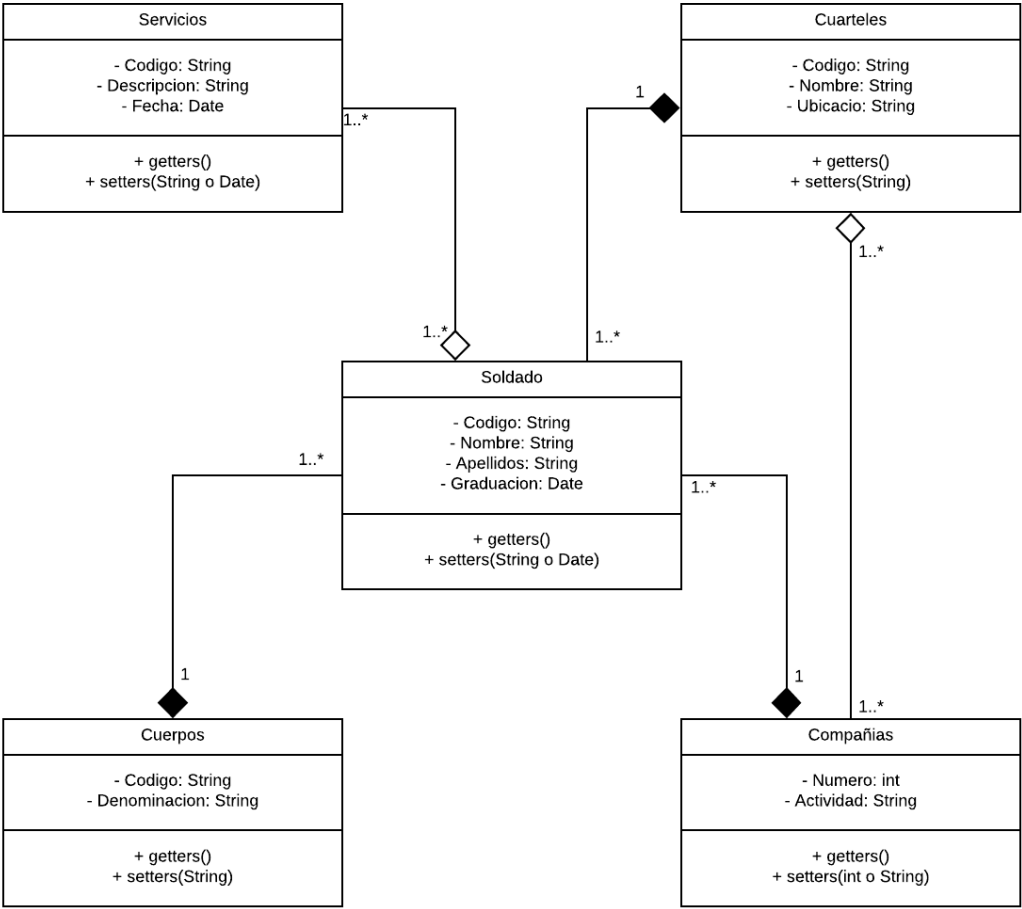 Servicios
- Codigo: String
- Descripcion: String
- Fecha: Date
+ getters()
+ setters(String o Date)
1..*
1..*
Cuarteles
- Codigo: String
- Nombre: String
- Ubicacio: String
+ getters()
+ setters(String)
1
1..*
1..*
Soldado
- Codigo: String
- Nombre: String
- Apellidos: String
- Graduacion: Date
+ getters()
+ setters(String o Date)
1..*
1..*
1
1
1..*
Cuerpos
- Codigo: String
- Denominacion: String
+ getters()
+ setters(String)
Compañias
- Numero: int
- Actividad: String
+ getters()
+ setters(int o String)